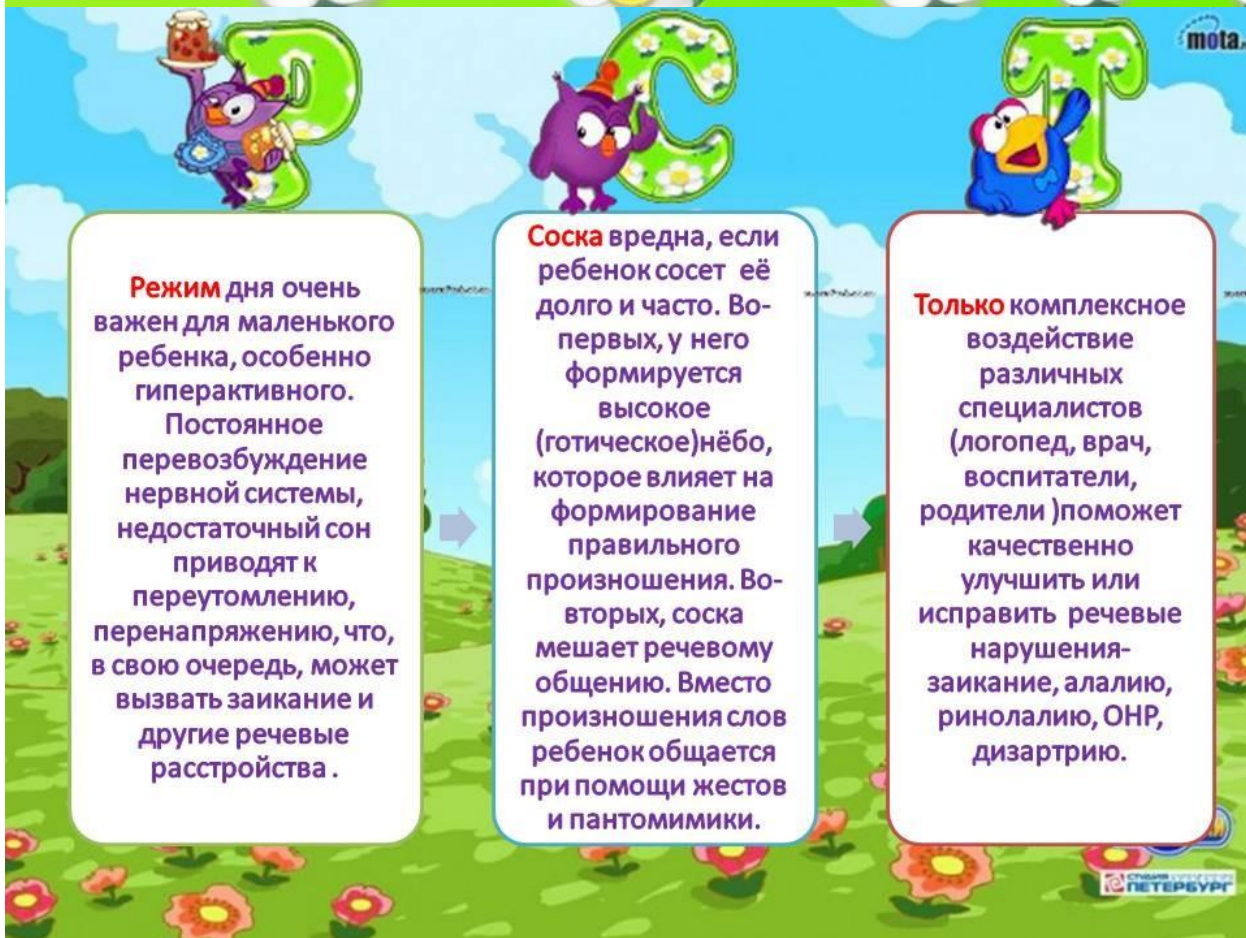 Р
С
Т
mota.
Режим дня очень
важен для маленького
ребенка, особенно
гиперактивного.
Постоянное
перевозбуждение
нервной системы,
недостаточный сон
приводят к
переутомлению,
перенапряжению, что,
в свою очередь, может
вызвать заикание и
другие речевые
расстройства .
Соска вредна, если
ребенок сосет её
долго и часто. Во-
первых, у него
формируется
высокое
(готическое)нёбо,
которое влияет на
формирование
правильного
произношения. Во-
вторых, соска
мешает речевому
общению. Вместо
произношения слов
ребенок общается
при помощи жестов
и пантомимики.
Только комплексное
воздействие
различных
специалистов
(логопед, врач,
воспитатели,
родители )поможет
качественно
улучшить или
исправить речевые
нарушения-
заикание, алалию,
ринолалию, ОНР,
дизартрию.
ПЕТЕРБУРГ